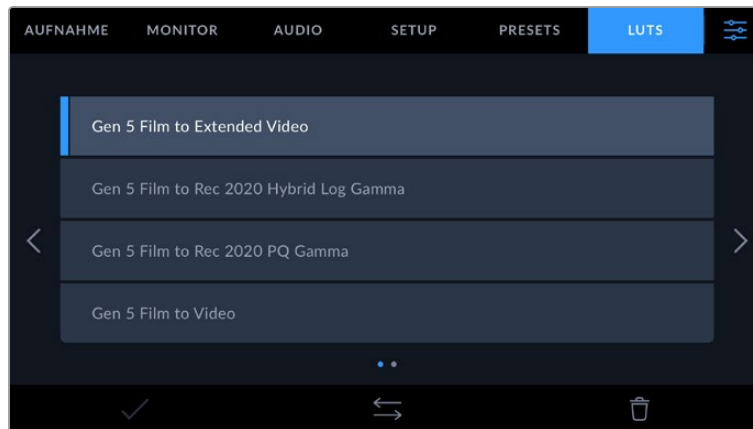 AUFNAHME MONITOR AUDIO SETUP PRESETS LUTS
Gen 5 Film to Extended Video
Gen 5 Film to Rec 2020 Hybrid Log Gamma
Gen 5 Film to Rec 2020 PQ Gamma
Gen 5 Film to Video